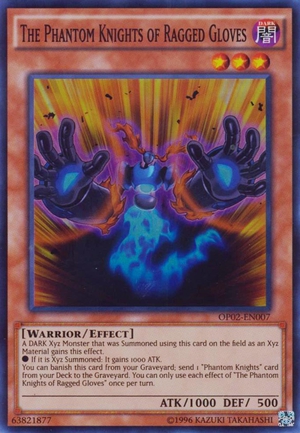 THE PHANTOM KNIGHTS OF RAGGED GLOVES
DARK
闇
OP02-EN007
[WARRIOR/EFFECT]
A DARK Xyz Monster that was Summoned using this card on the field as an Xyz
Material gains this effect.
● If it is Xyz Summoned: It gains 1000 ATK.
You can banish this card from your Graveyard; send 1 "Phantom Knights" card
from your Deck to the Graveyard. You can only use each effect of "The Phantom
Knights of Ragged Gloves" once per turn.
ATK/1000 DEF/ 500
63821877
©1996 KAZUKI TAKAHASHI